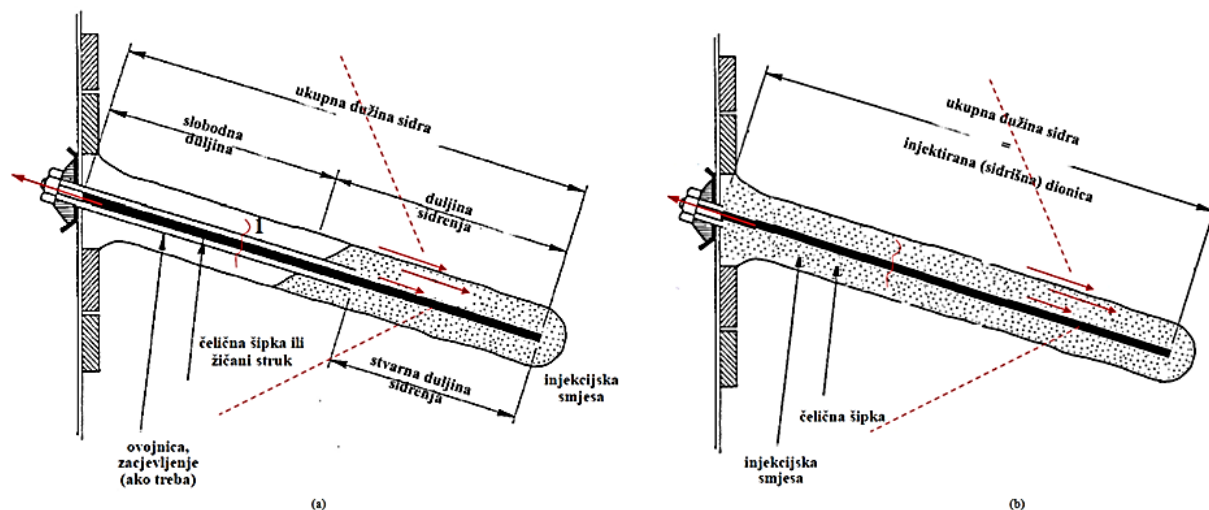 ukupna dužina sidra
slobodna
duljina
duljina
sidrenja
1
čelična šipka ili
žičani struk
stvarna duljina
sidrenja
injekcijska
smjesa
ovojnica,
zacjevljenje
(ako treba)
(a)
ukupna dužina sidra
=
injektirana (sidrišna) dionica
čelična šipka
injekcijska
smjesa
(b)